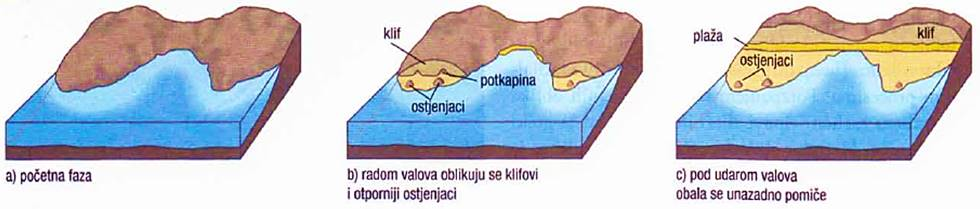 klif
potkapina
ostjenjaci
plaža
klif
ostjenjaci
a) početna faza
b) radom valova oblikuju se klifovi
i otporniji ostjenjaci
c) pod udarom valova
obala se unazadno pomiče